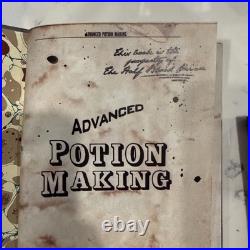 ADVANCED POTION MAKING
This book is the
property of
The Half Blood Prince
ADVANCED
POTION
MAKING